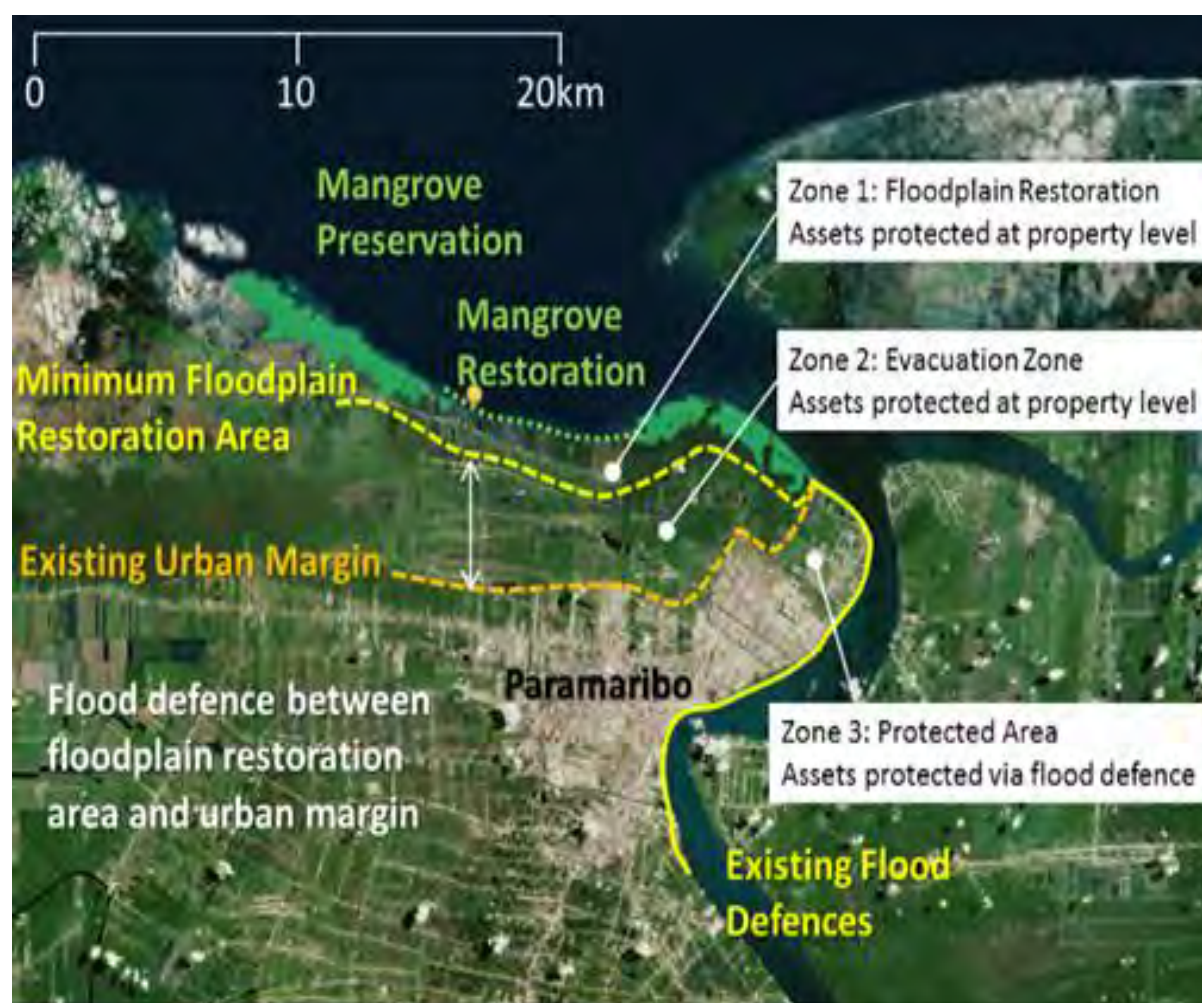 0 10 20km
Mangrove
Preservation
Zone 1: Floodplain Restoration
Assets protected at property level
Mangrove
Restoration
Zone 2: Evacuation Zone
Assets protected at property level
Minimum Floodplain
Restoration Area
Existing Urban Margin
Paramaribo
Flood defence between
floodplain restoration
area and urban margin
Zone 3: Protected Area
Assets protected via flood defence
Existing Flood
Defences